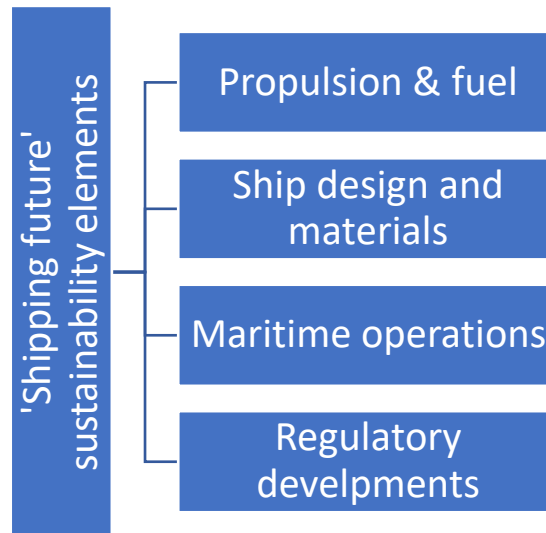 'Shipping future'
sustainability elements
Propulsion & fuel
Ship design and
materials
Maritime operations
Regulatory
develpments